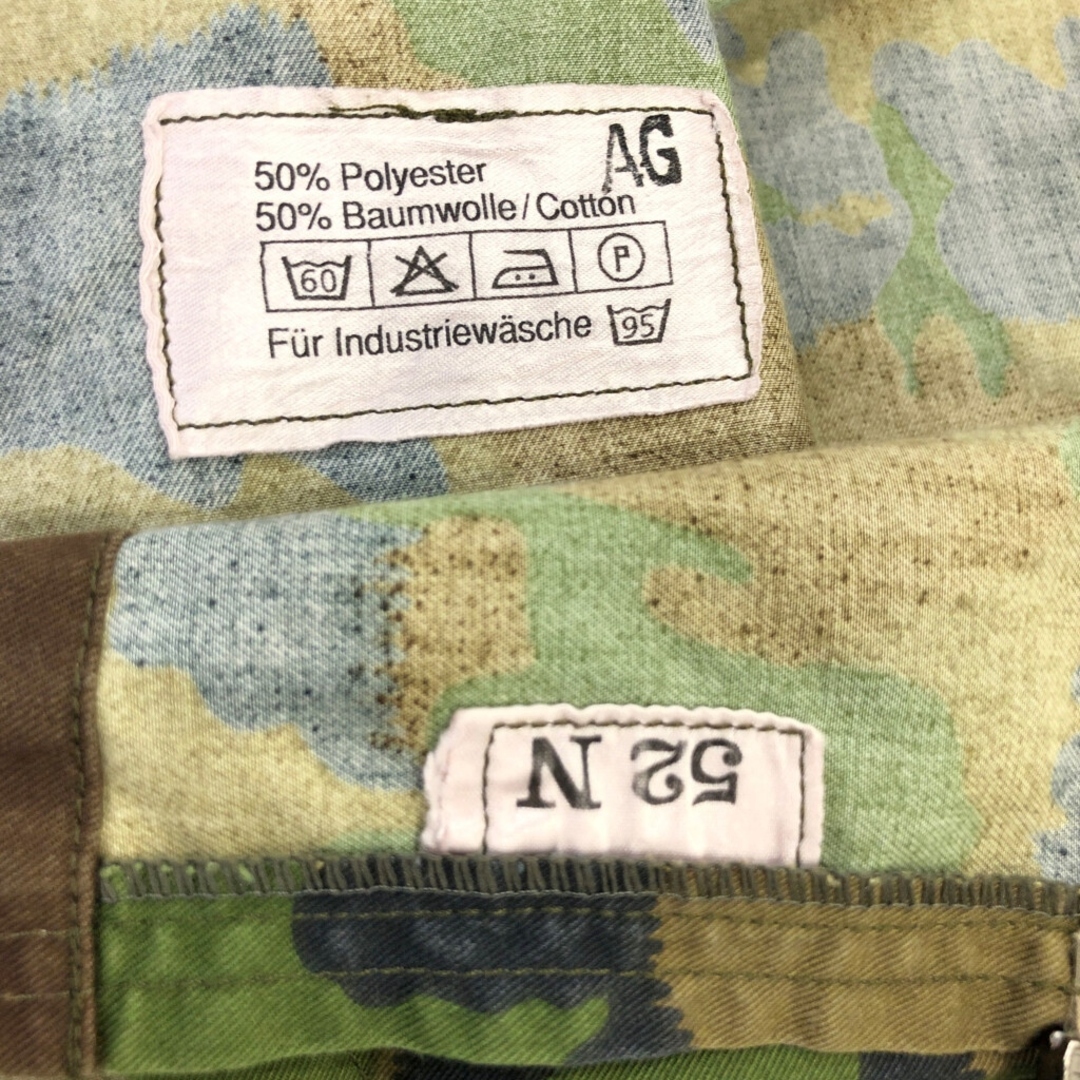 AG
50% Polyester
50% Baumwolle/Cotton
60 P
Für Industriewäsche 95
52 N